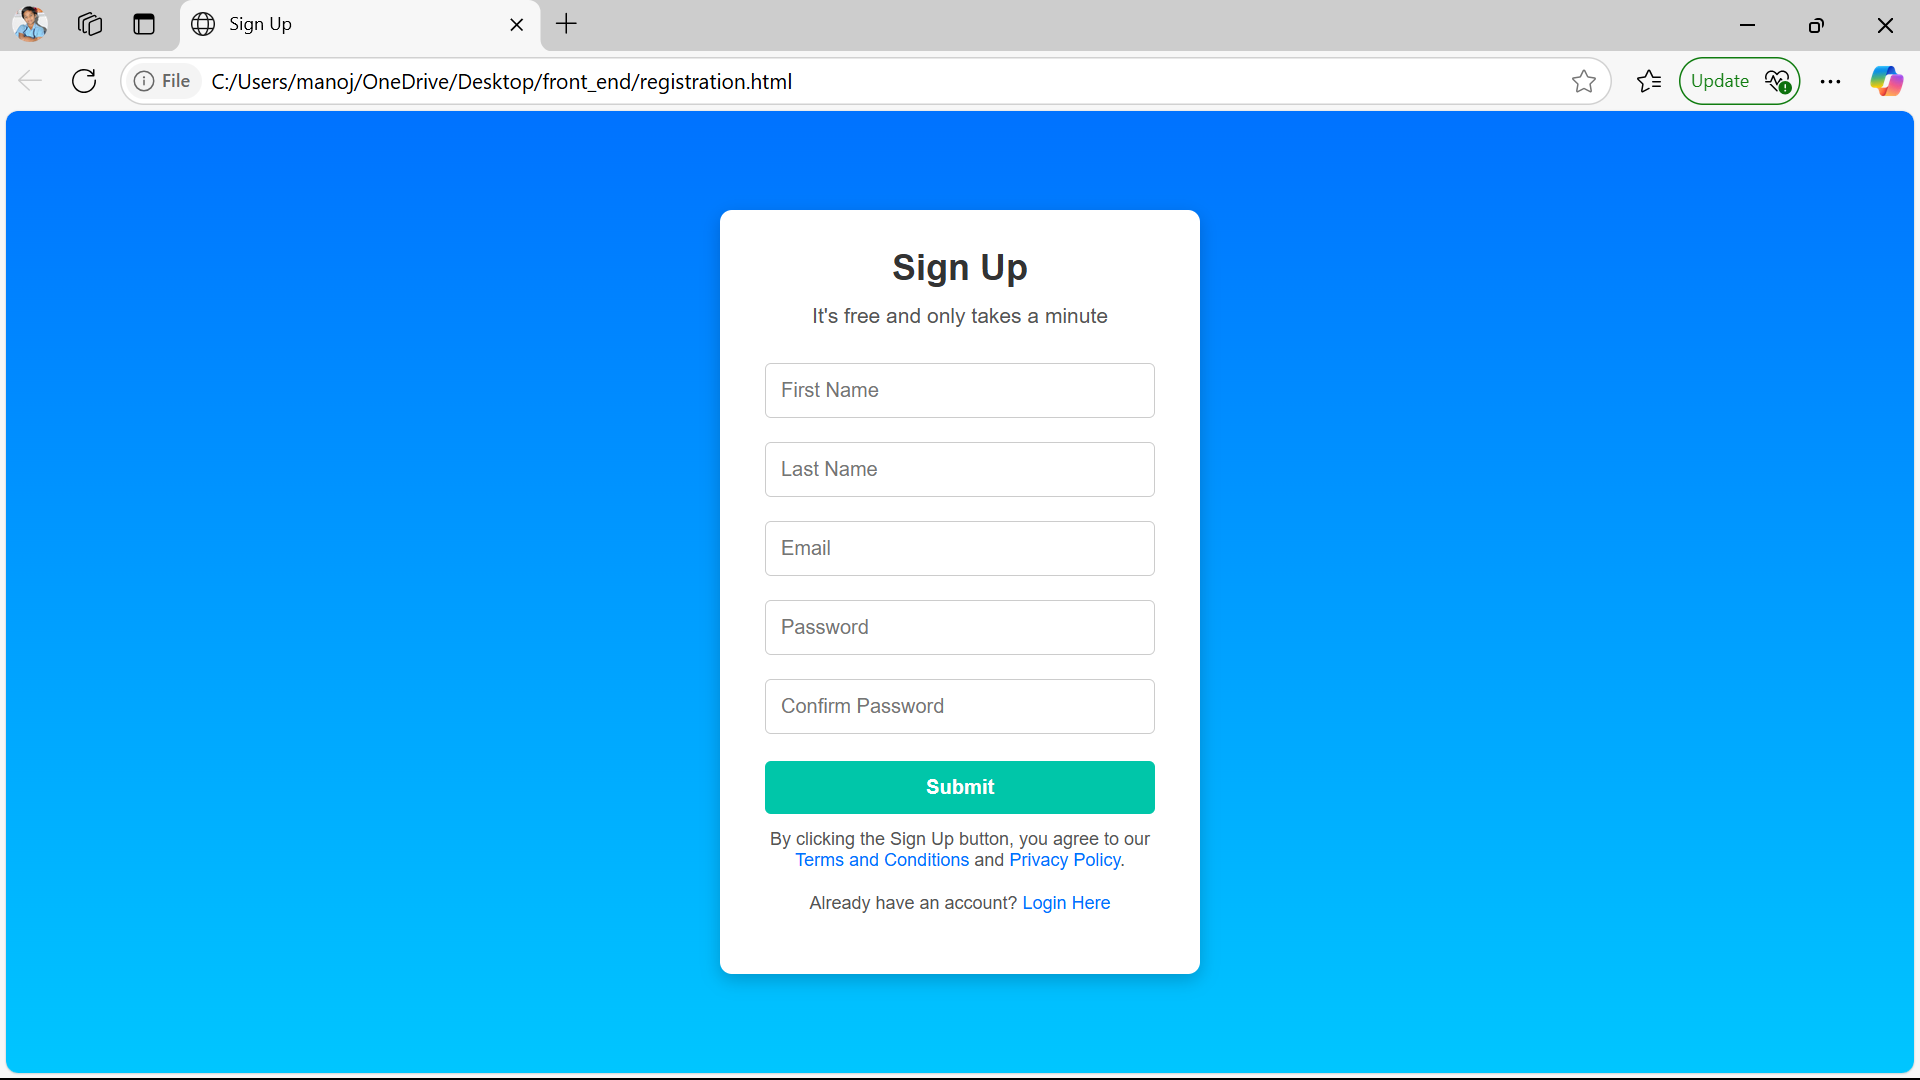 Sign Up
File C:/Users/manoj/OneDrive/Desktop/front_end/registration.html
Update
Sign Up
It's free and only takes a minute
First Name
Last Name
Email
Password
Confirm Password
Submit
By clicking the Sign Up button, you agree to our
Terms and Conditions and Privacy Policy.
Already have an account? Login Here